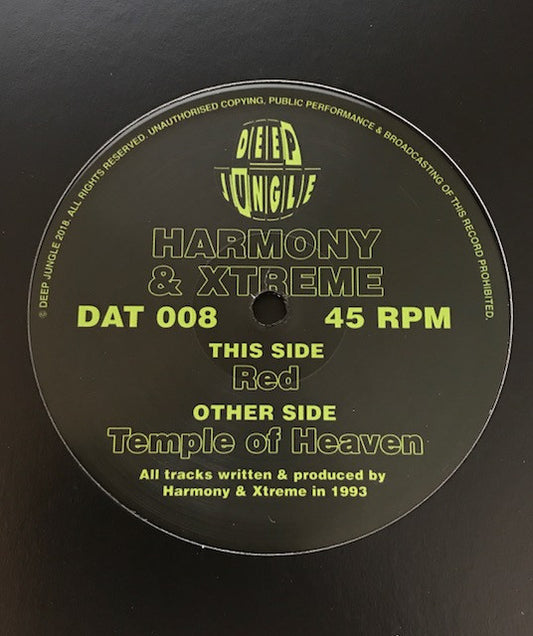 © DEEP JUNGLE 2018. ALL RIGHTS RESERVED. UNAUTHORISED COPYING, PUBLIC PERFORMANCE & BROADCASTING OF THIS RECORD PROHIBITED.
DEEP
JUNGLE
HARMONY
& XTREME
DAT 008 45 RPM
THIS SIDE
Red
OTHER SIDE
Temple of Heaven
All tracks written & produced by
Harmony & Xtreme in 1993